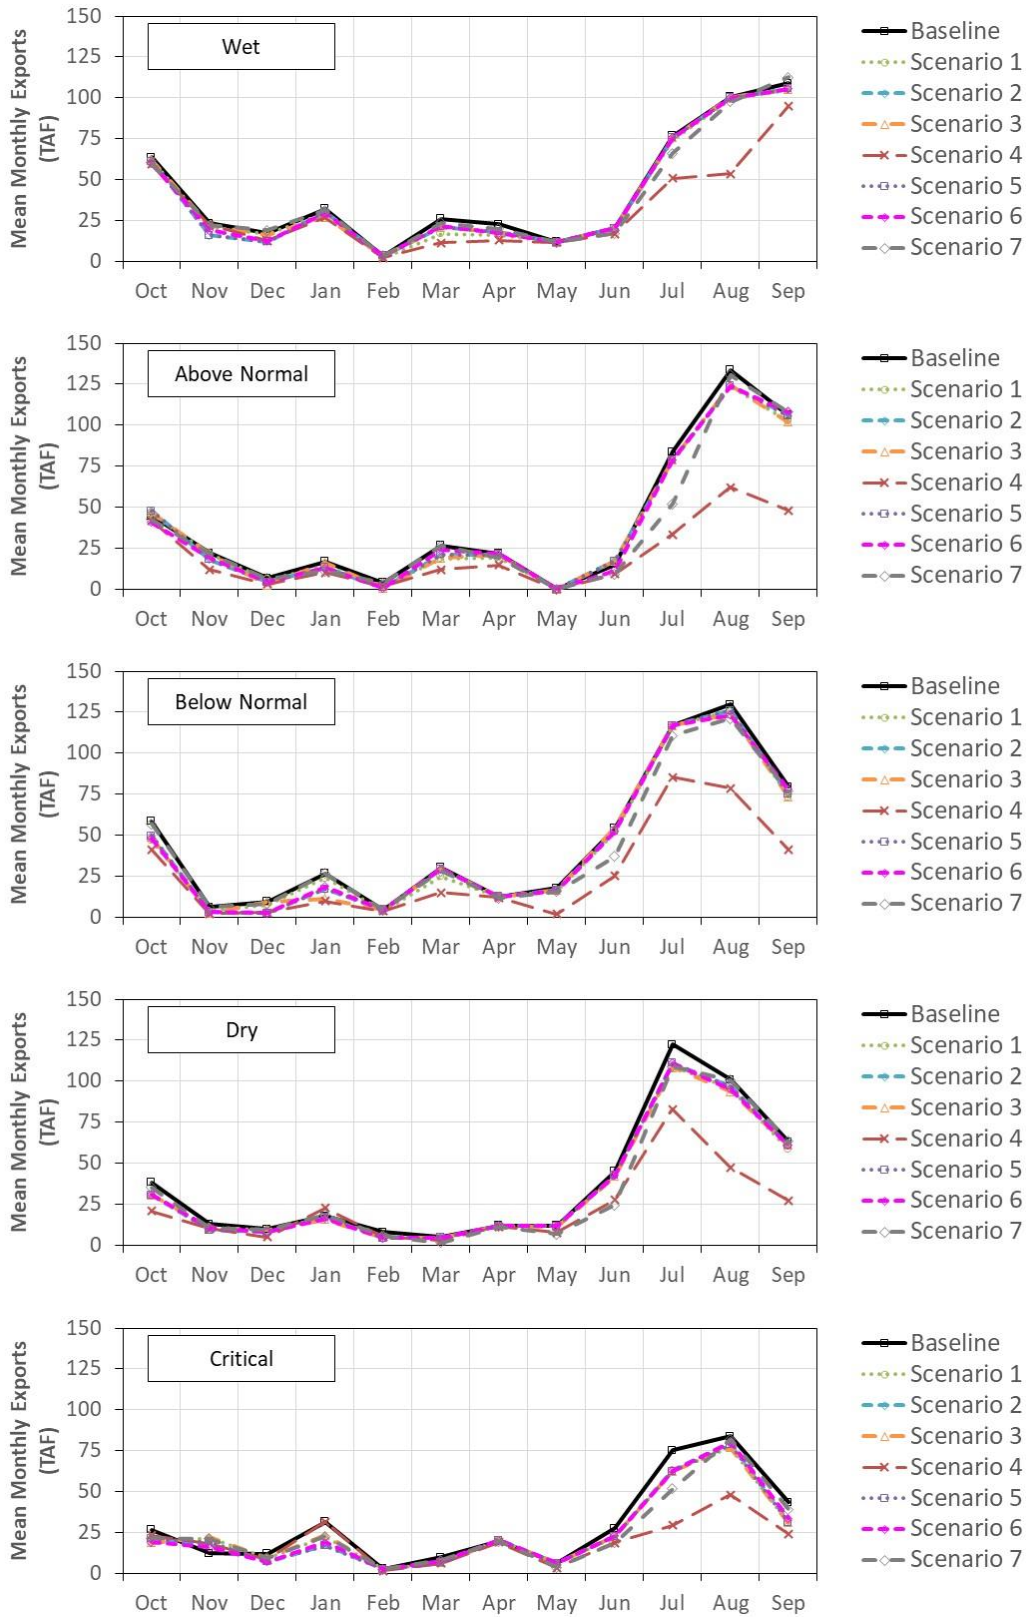 Mean Monthly Exports
(TAF)
150
125
100
75
50
25
0
Wet
Oct Nov Dec Jan Feb Mar Apr May Jun Jul Aug Sep
Baseline
Scenario 1
Scenario 2
Scenario 3
Scenario 4
Scenario 5
Scenario 6
Scenario 7
Mean Monthly Exports
(TAF)
150
125
100
75
50
25
0
Above Normal
Oct Nov Dec Jan Feb Mar Apr May Jun Jul Aug Sep
Baseline
Scenario 1
Scenario 2
Scenario 3
Scenario 4
Scenario 5
Scenario 6
Scenario 7
Mean Monthly Exports
(TAF)
150
125
100
75
50
25
0
Below Normal
Oct Nov Dec Jan Feb Mar Apr May Jun Jul Aug Sep
Baseline
Scenario 1
Scenario 2
Scenario 3
Scenario 4
Scenario 5
Scenario 6
Scenario 7
Mean Monthly Exports
(TAF)
150
125
100
75
50
25
0
Dry
Oct Nov Dec Jan Feb Mar Apr May Jun Jul Aug Sep
Baseline
Scenario 1
Scenario 2
Scenario 3
Scenario 4
Scenario 5
Scenario 6
Scenario 7
Mean Monthly Exports
(TAF)
150
125
100
75
50
25
0
Critical
Oct Nov Dec Jan Feb Mar Apr May Jun Jul Aug Sep
Baseline
Scenario 1
Scenario 2
Scenario 3
Scenario 4
Scenario 5
Scenario 6
Scenario 7